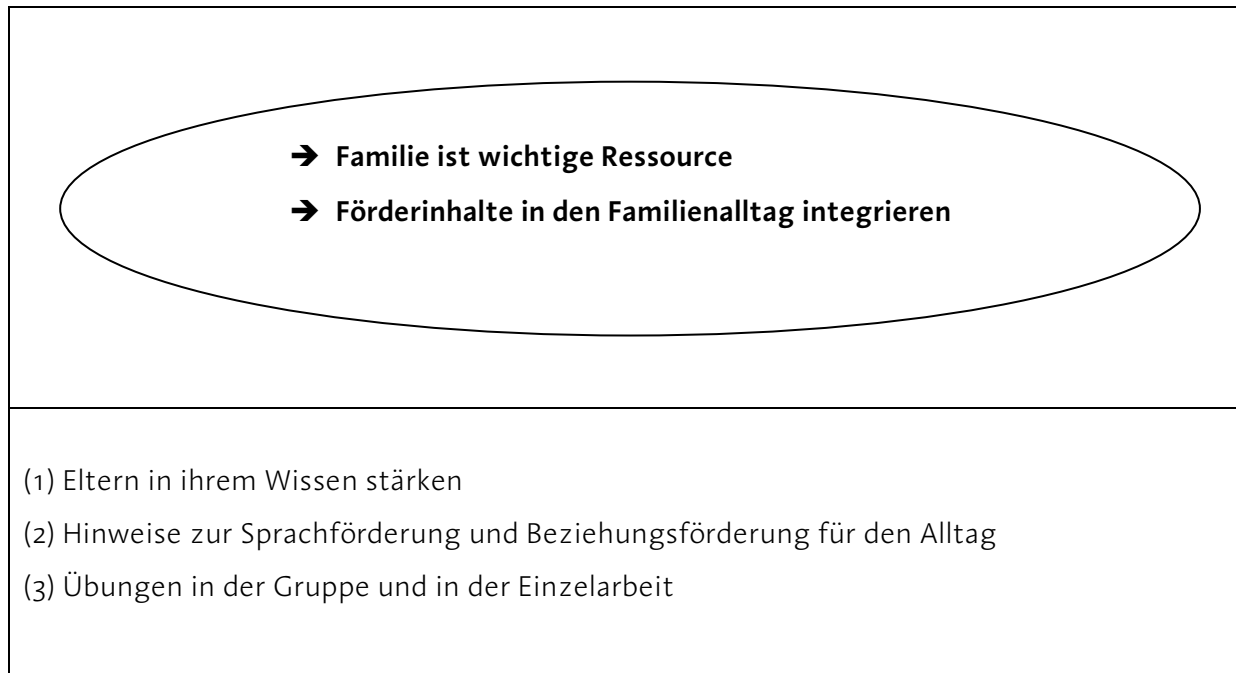 ➔ Familie ist wichtige Ressource
➔ Förderinhalte in den Familienalltag integrieren
(1) Eltern in ihrem Wissen stärken
(2) Hinweise zur Sprachförderung und Beziehungsförderung für den Alltag
(3) Übungen in der Gruppe und in der Einzelarbeit